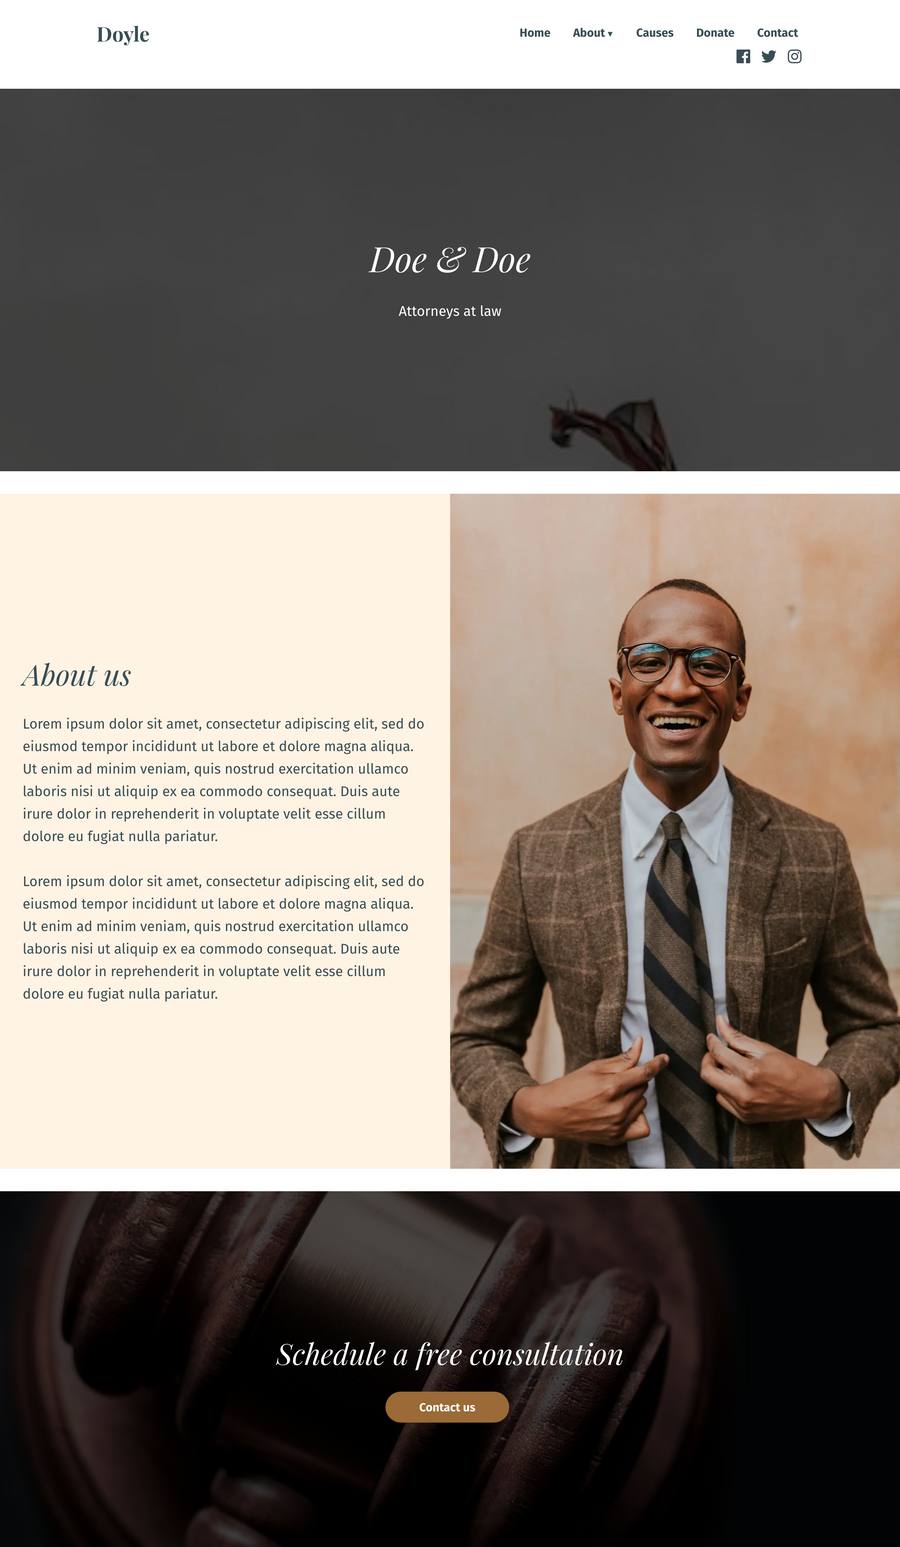 Doyle
Home About ▾ Causes Donate Contact
Doe & Doe
Attorneys at law
About us
Lorem ipsum dolor sit amet, consectetur adipiscing elit, sed do
eiusmod tempor incididunt ut labore et dolore magna aliqua.
Ut enim ad minim veniam, quis nostrud exercitation ullamco
laboris nisi ut aliquip ex ea commodo consequat. Duis aute
irure dolor in reprehenderit in voluptate velit esse cillum
dolore eu fugiat nulla pariatur.
Lorem ipsum dolor sit amet, consectetur adipiscing elit, sed do
eiusmod tempor incididunt ut labore et dolore magna aliqua.
Ut enim ad minim veniam, quis nostrud exercitation ullamco
laboris nisi ut aliquip ex ea commodo consequat. Duis aute
irure dolor in reprehenderit in voluptate velit esse cillum
dolore eu fugiat nulla pariatur.
Schedule a free consultation
Contact us